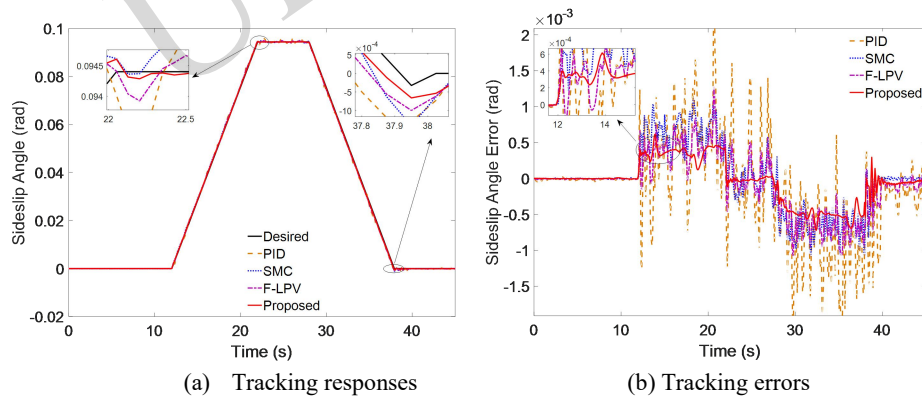 ×10⁻³
0.1
0.08
0.06
0.04
0.02
0
-0.02
Sideslip Angle (rad)
0.0945
0.094
22
22.5
×10⁻⁴
0
-5
-10
37.8
37.9
38
Desired
PID
SMC
F-LPV
Proposed
0
10
20
30
40
Time (s)
(a) Tracking responses
2
1.5
1
0.5
0
-0.5
-1
-1.5
Sideslip Angle Error (rad)
×10⁻⁴
6
4
2
0
12
14
PID
SMC
F-LPV
Proposed
0
10
20
30
40
Time (s)
(b) Tracking errors